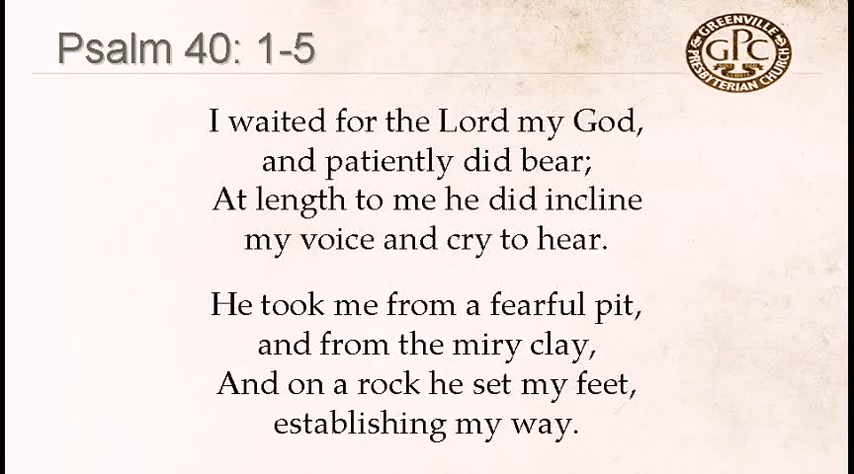 Psalm 40: 1-5
GREENVILLE
GPC
PRESBYTERIAN CHURCH
I waited for the Lord my God,
and patiently did bear;
At length to me he did incline
my voice and cry to hear.
He took me from a fearful pit,
and from the miry clay,
And on a rock he set my feet,
establishing my way.